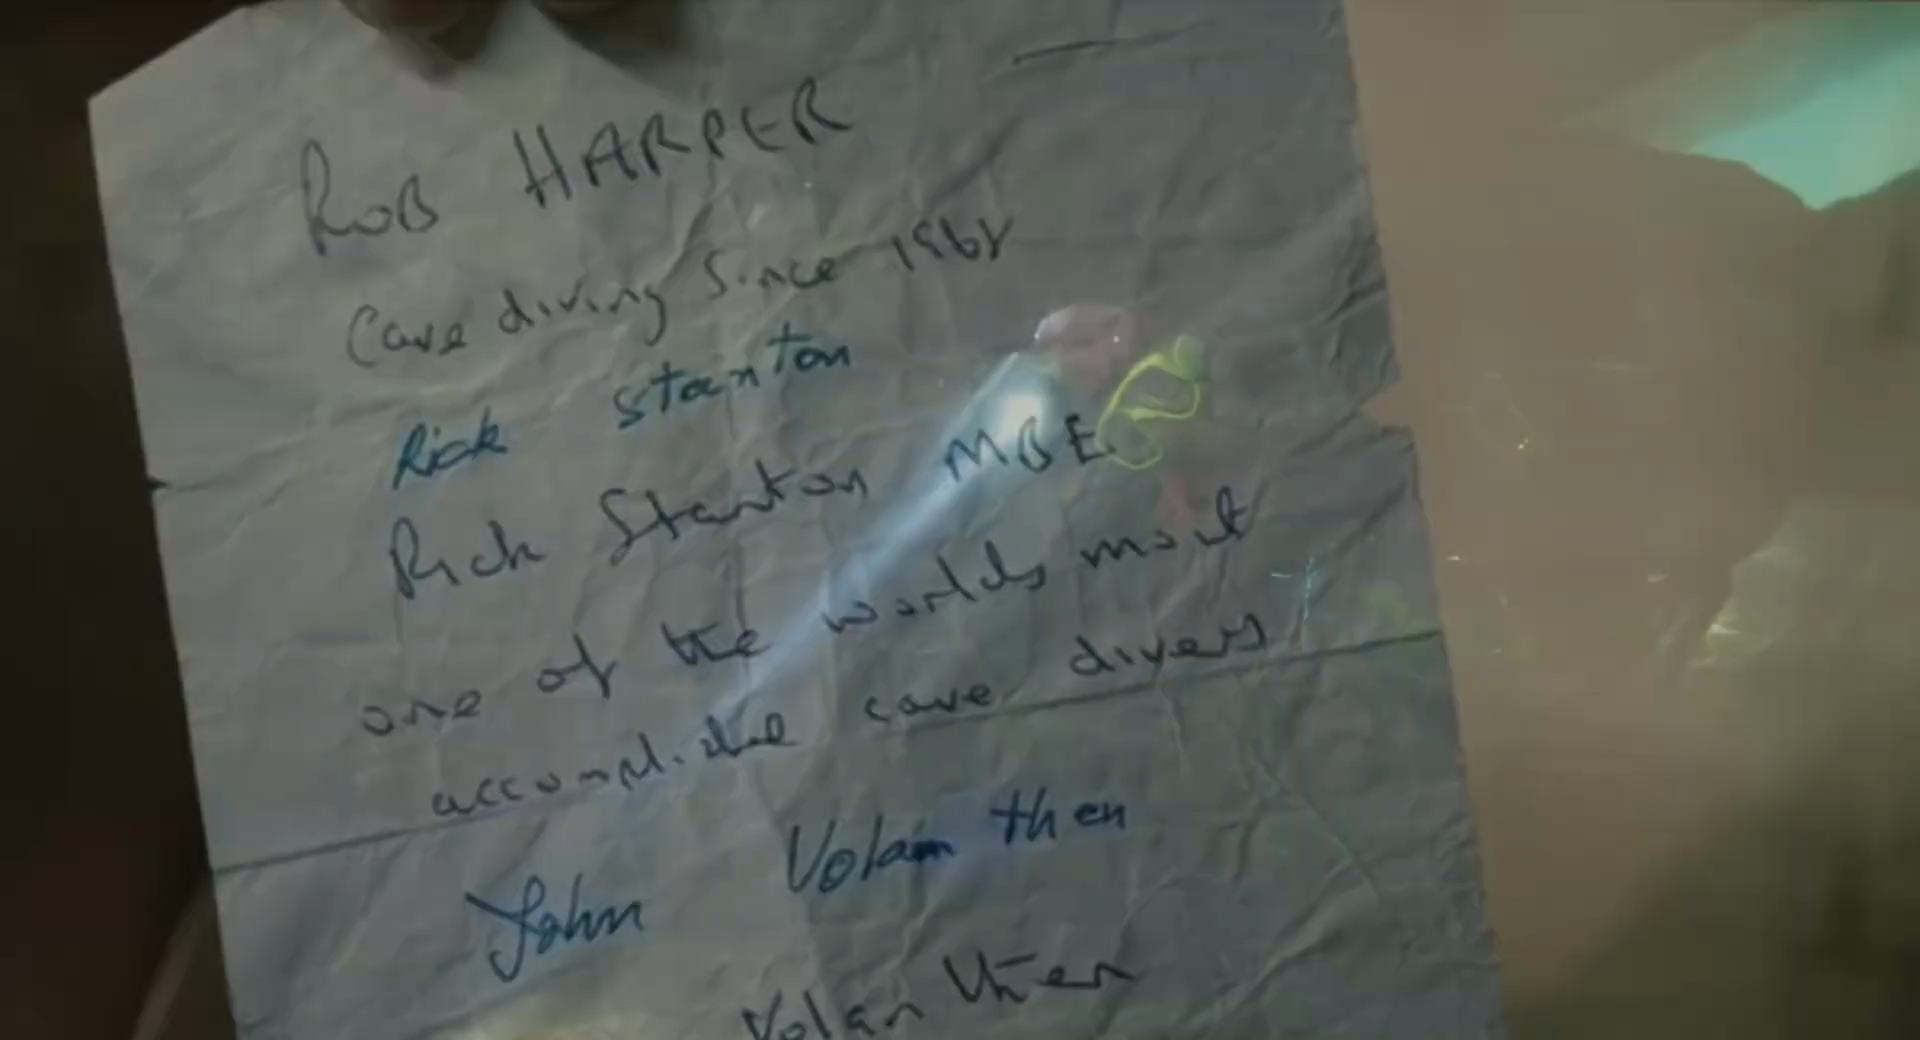 ROB HARPER
Cave diving since 1968
Rick stanton
Rick Stanton MBE
one of the worlds most
accomplished cave divers
John Volanthen
Volanthen